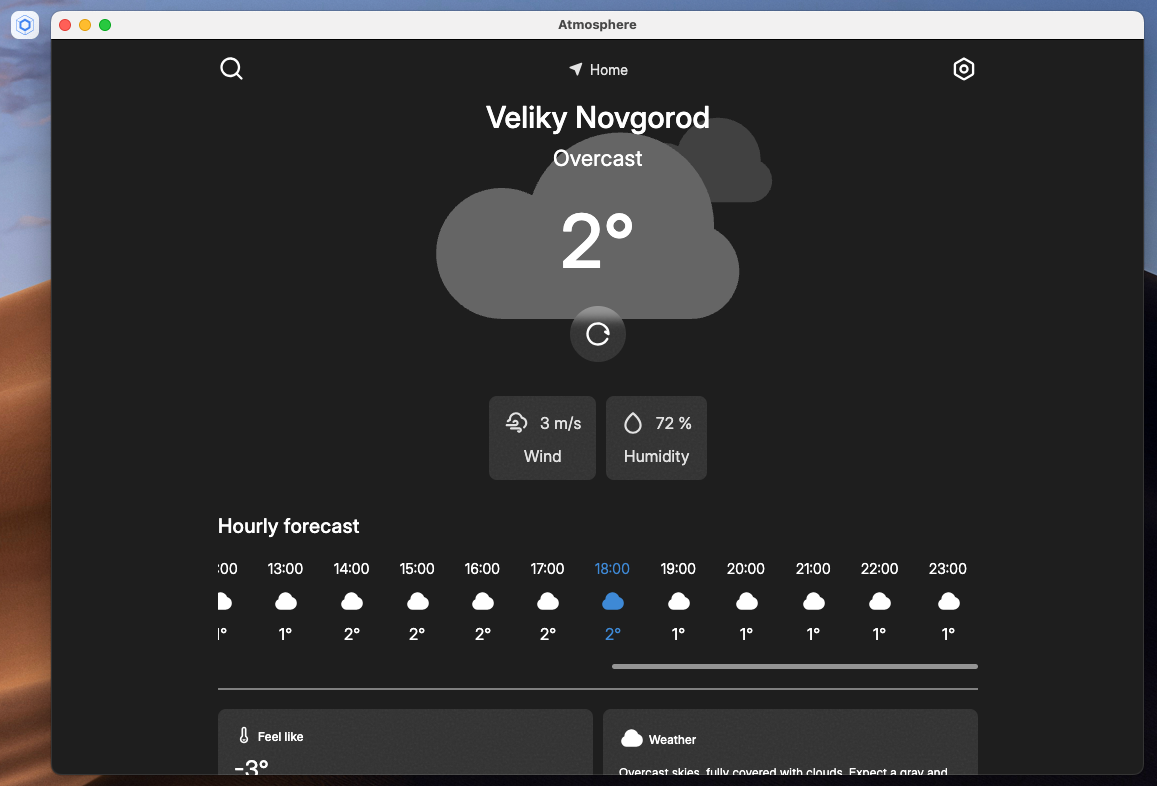 Atmosphere
Home
Veliky Novgorod
Overcast
2°
3 m/s
Wind
72 %
Humidity
Hourly forecast
:00 13:00 14:00 15:00 16:00 17:00 18:00 19:00 20:00 21:00 22:00 23:00
1° 1° 2° 2° 2° 2° 2° 1° 1° 1° 1° 1°
Feel like
-3°
Weather
Overcast skies, fully covered with clouds. Expect a gray and